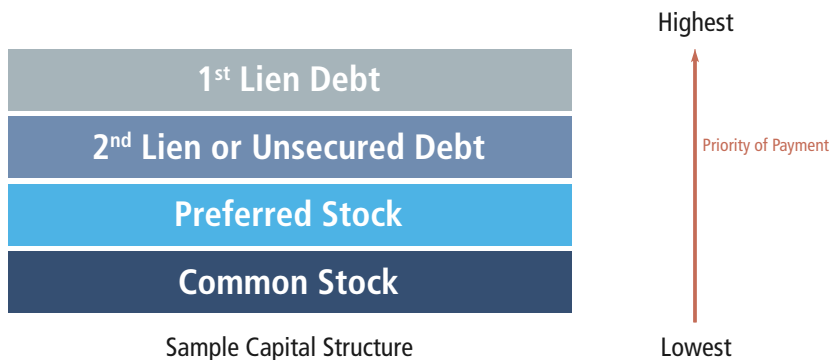 Highest
1st Lien Debt
2nd Lien or Unsecured Debt
Priority of Payment
Preferred Stock
Common Stock
Sample Capital Structure
Lowest